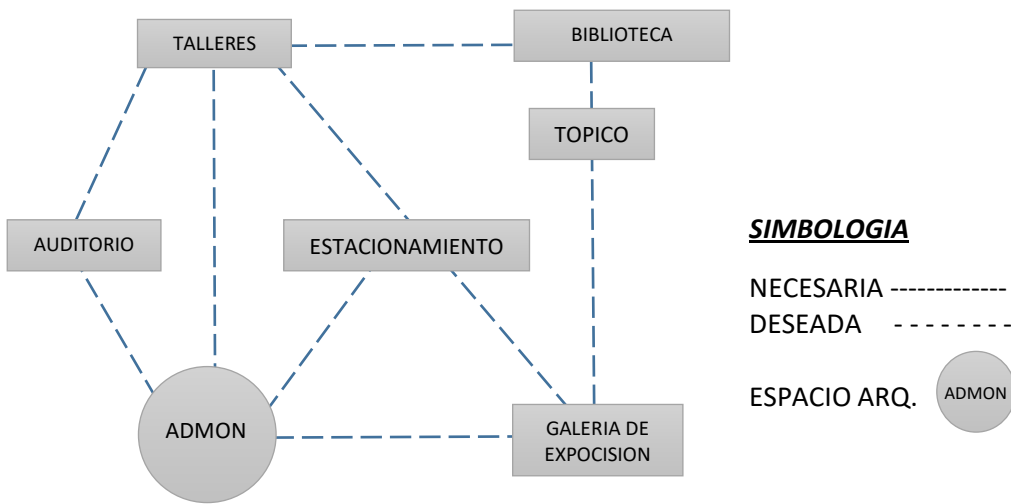 TALLERES
BIBLIOTECA
TOPICO
AUDITORIO
ESTACIONAMIENTO
ADMON
GALERIA DE
EXPOCISION
SIMBOLOGIA
NECESARIA -------------
DESEADA - - - - - - - -
ESPACIO ARQ. ADMON